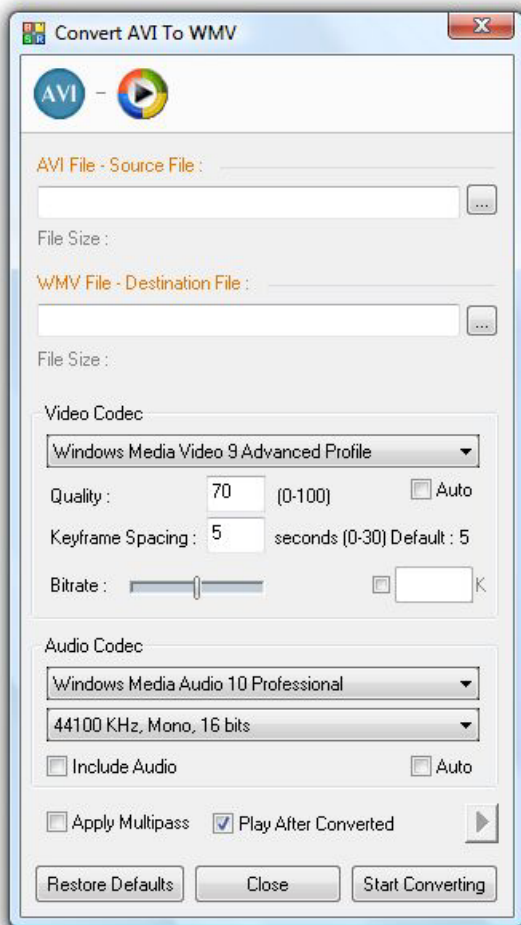 Convert AVI To WMV
AVI
AVI File - Source File :
...
File Size :
WMV File - Destination File :
...
File Size :
Video Codec
Windows Media Video 9 Advanced Profile
Quality : 70 (0-100) Auto
Keyframe Spacing : 5 seconds (0-30) Default : 5
Bitrate : K
Audio Codec
Windows Media Audio 10 Professional
44100 KHz, Mono, 16 bits
Include Audio Auto
Apply Multipass Play After Converted
Restore Defaults Close Start Converting